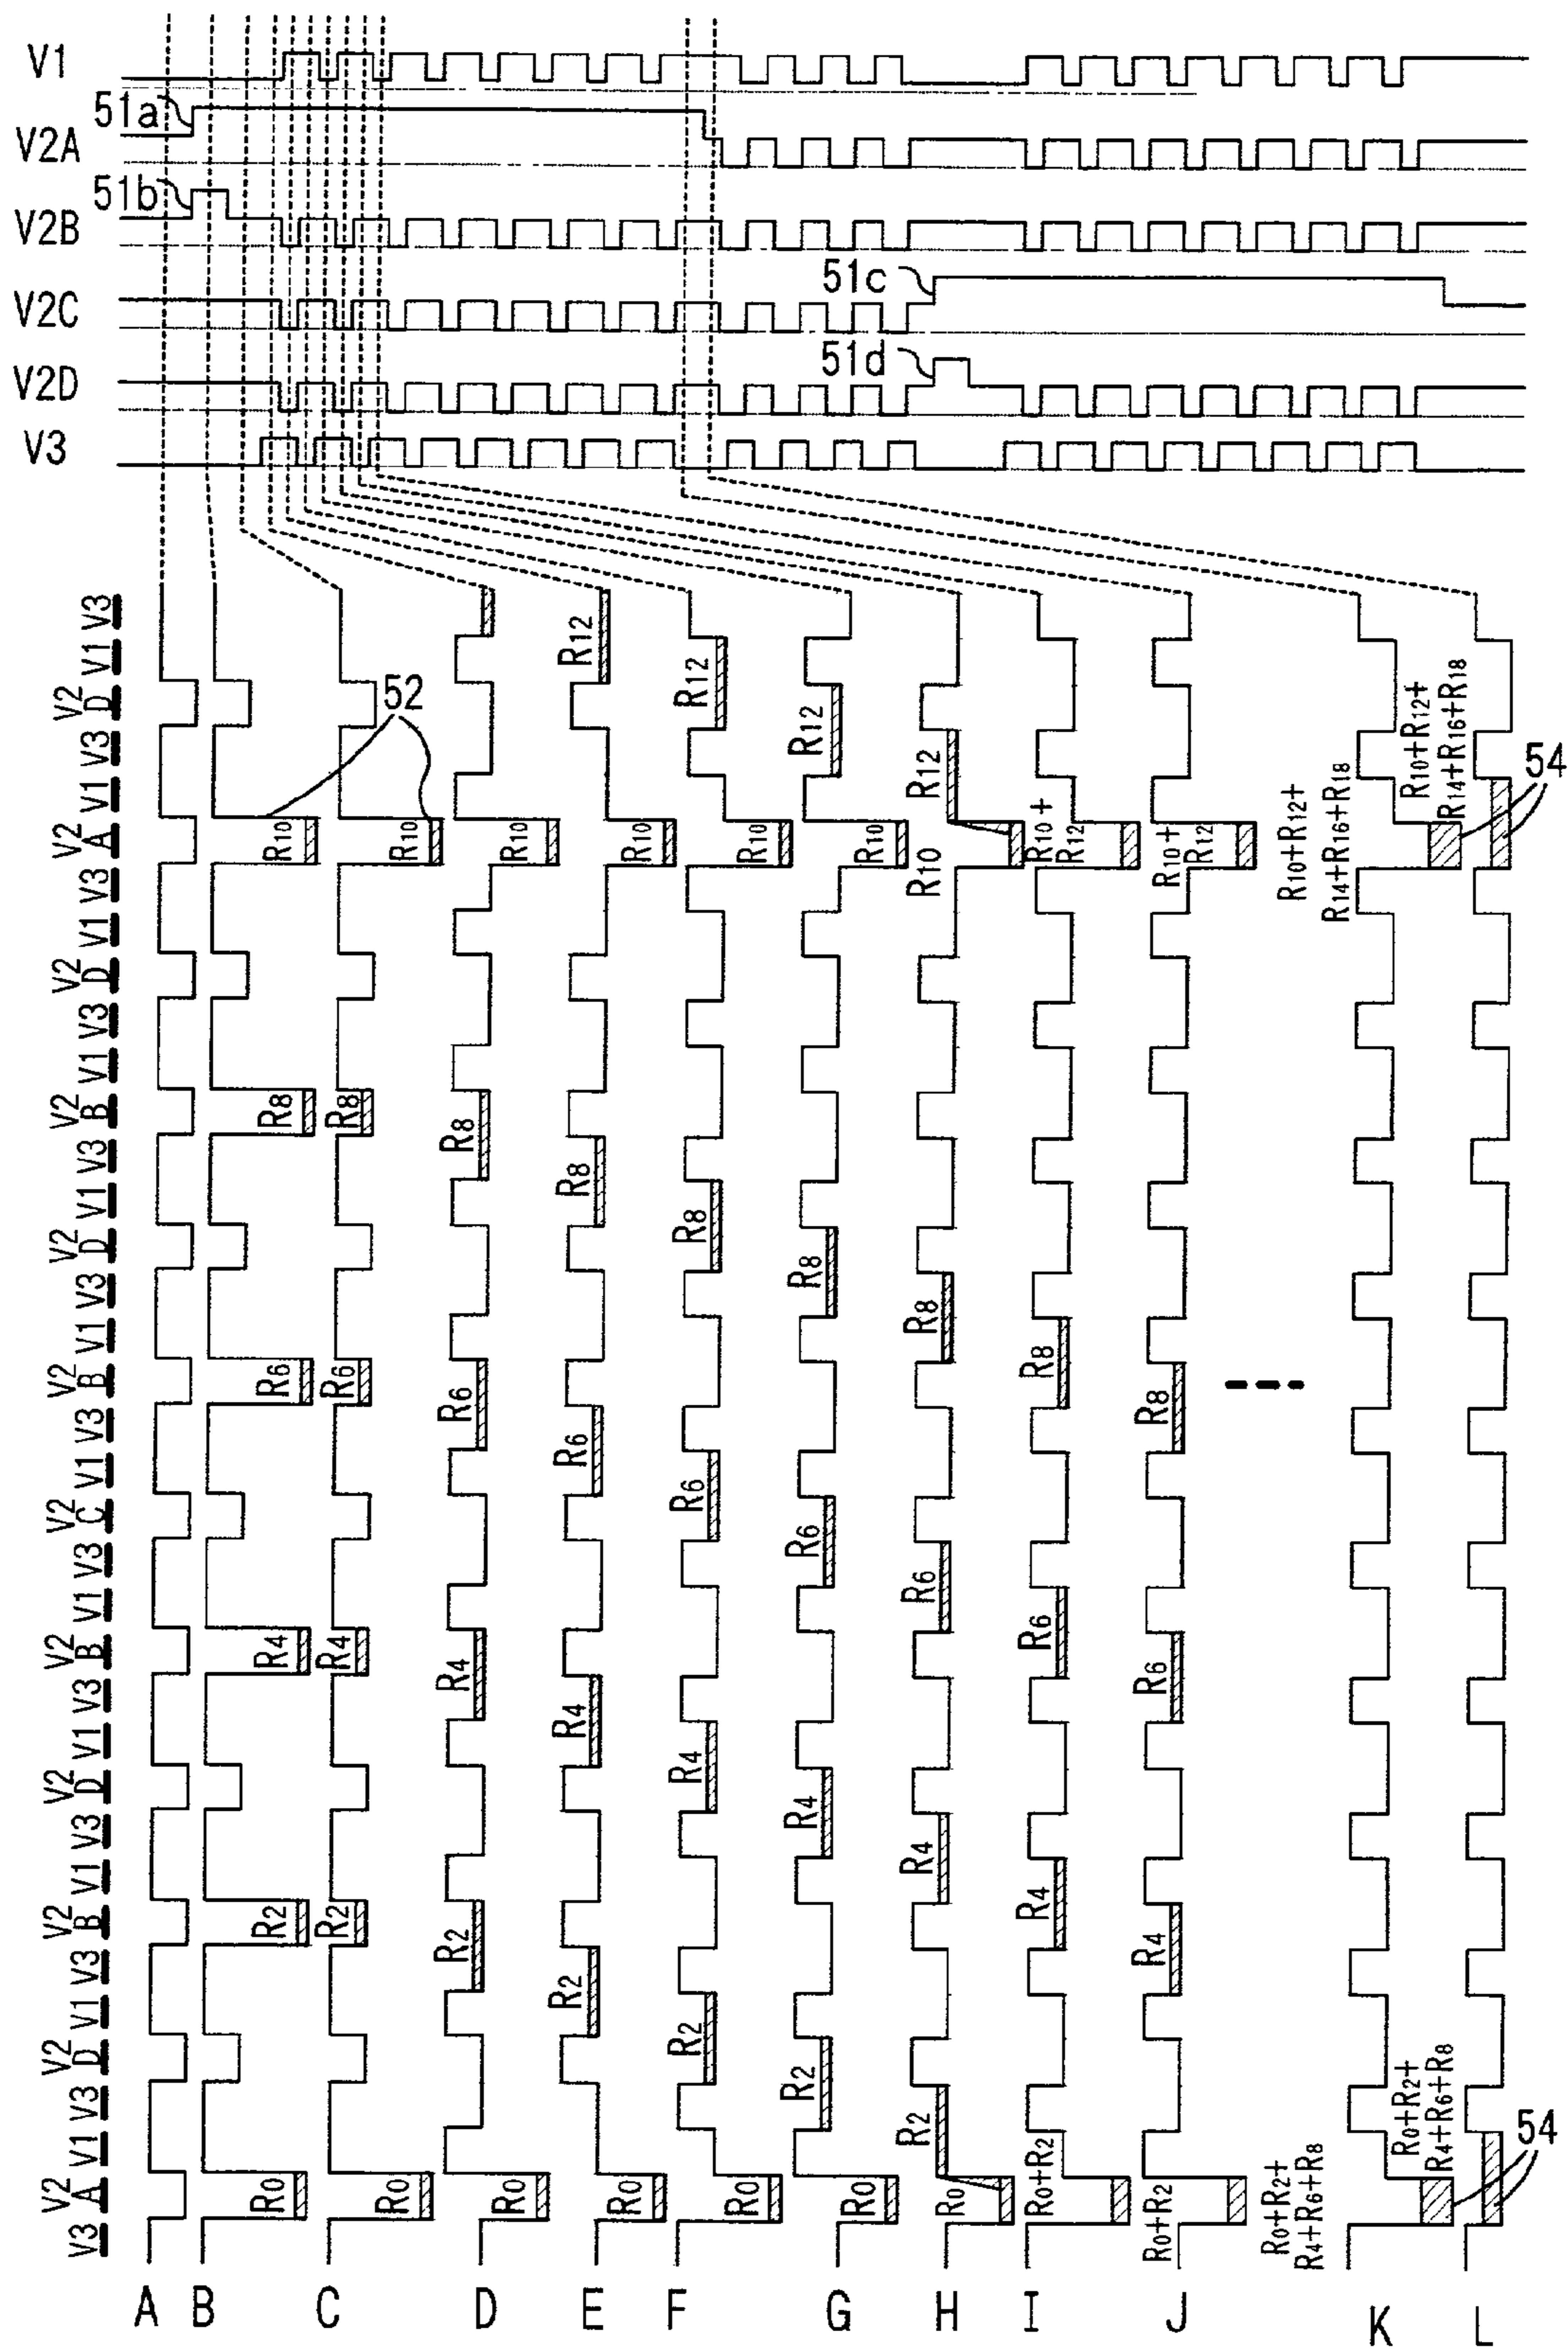 V1
51a
V2A
51b
V2B
51c
V2C
51d
V2D
V3
V3 V2 A V1 V3 V2 D V1 V3 V2 B V1 V3 V2 D V1 V3 V2 B V1 V3 V2 C V1 V3 V2 B V1 V3 V2 D V1 V3 V2 B V1 V3 V2 D V1 V3 V2 A V1 V3 V2 D V1 V3
A
B R0 R2 R4 R6 R8 R10
52
C R0 R2 R4 R6 R8 R10
D R0 R2 R4 R6 R8 R10
E R0 R2 R4 R6 R8 R10 R12
F R0 R2 R4 R6 R8 R10 R12
G R0 R2 R4 R6 R8 R10 R12
H R0 R2 R4 R6 R8 R10 R12
I R0+R2 R4 R6 R8 R10+
R12
J R0+R2 R4 R6 R8 R10+
R12
K R0+R2+
R4+R6+R8
R10+R12+
R14+R16+R18
L R0+R2+
R4+R6+R8
R10+R12+
R14+R16+R18
54
54